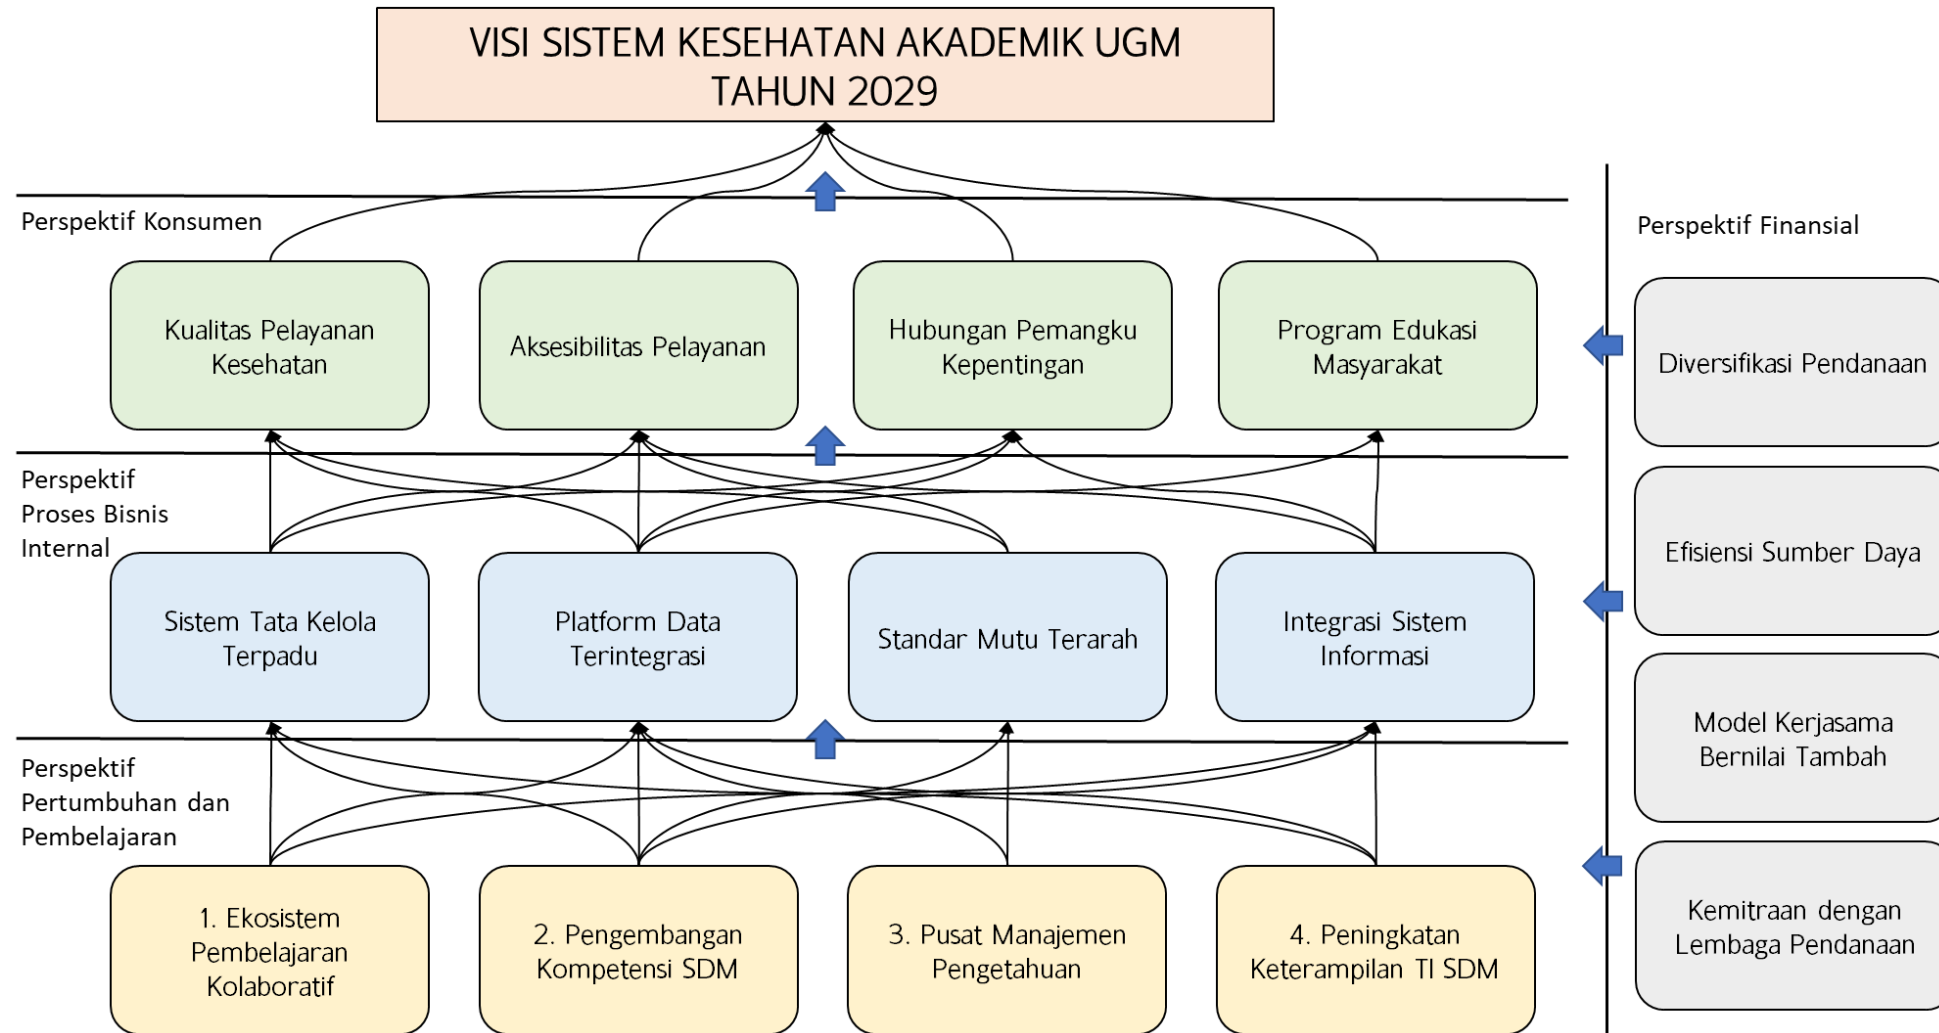 VISI SISTEM KESEHATAN AKADEMIK UGM
TAHUN 2029
Perspektif Konsumen
Kualitas Pelayanan
Kesehatan
Aksesibilitas Pelayanan
Hubungan Pemangku
Kepentingan
Program Edukasi
Masyarakat
Perspektif
Proses Bisnis
Internal
Sistem Tata Kelola
Terpadu
Platform Data
Terintegrasi
Standar Mutu Terarah
Integrasi Sistem
Informasi
Perspektif
Pertumbuhan dan
Pembelajaran
1. Ekosistem
Pembelajaran
Kolaboratif
2. Pengembangan
Kompetensi SDM
3. Pusat Manajemen
Pengetahuan
4. Peningkatan
Keterampilan TI SDM
Perspektif Finansial
Diversifikasi Pendanaan
Efisiensi Sumber Daya
Model Kerjasama
Bernilai Tambah
Kemitraan dengan
Lembaga Pendanaan